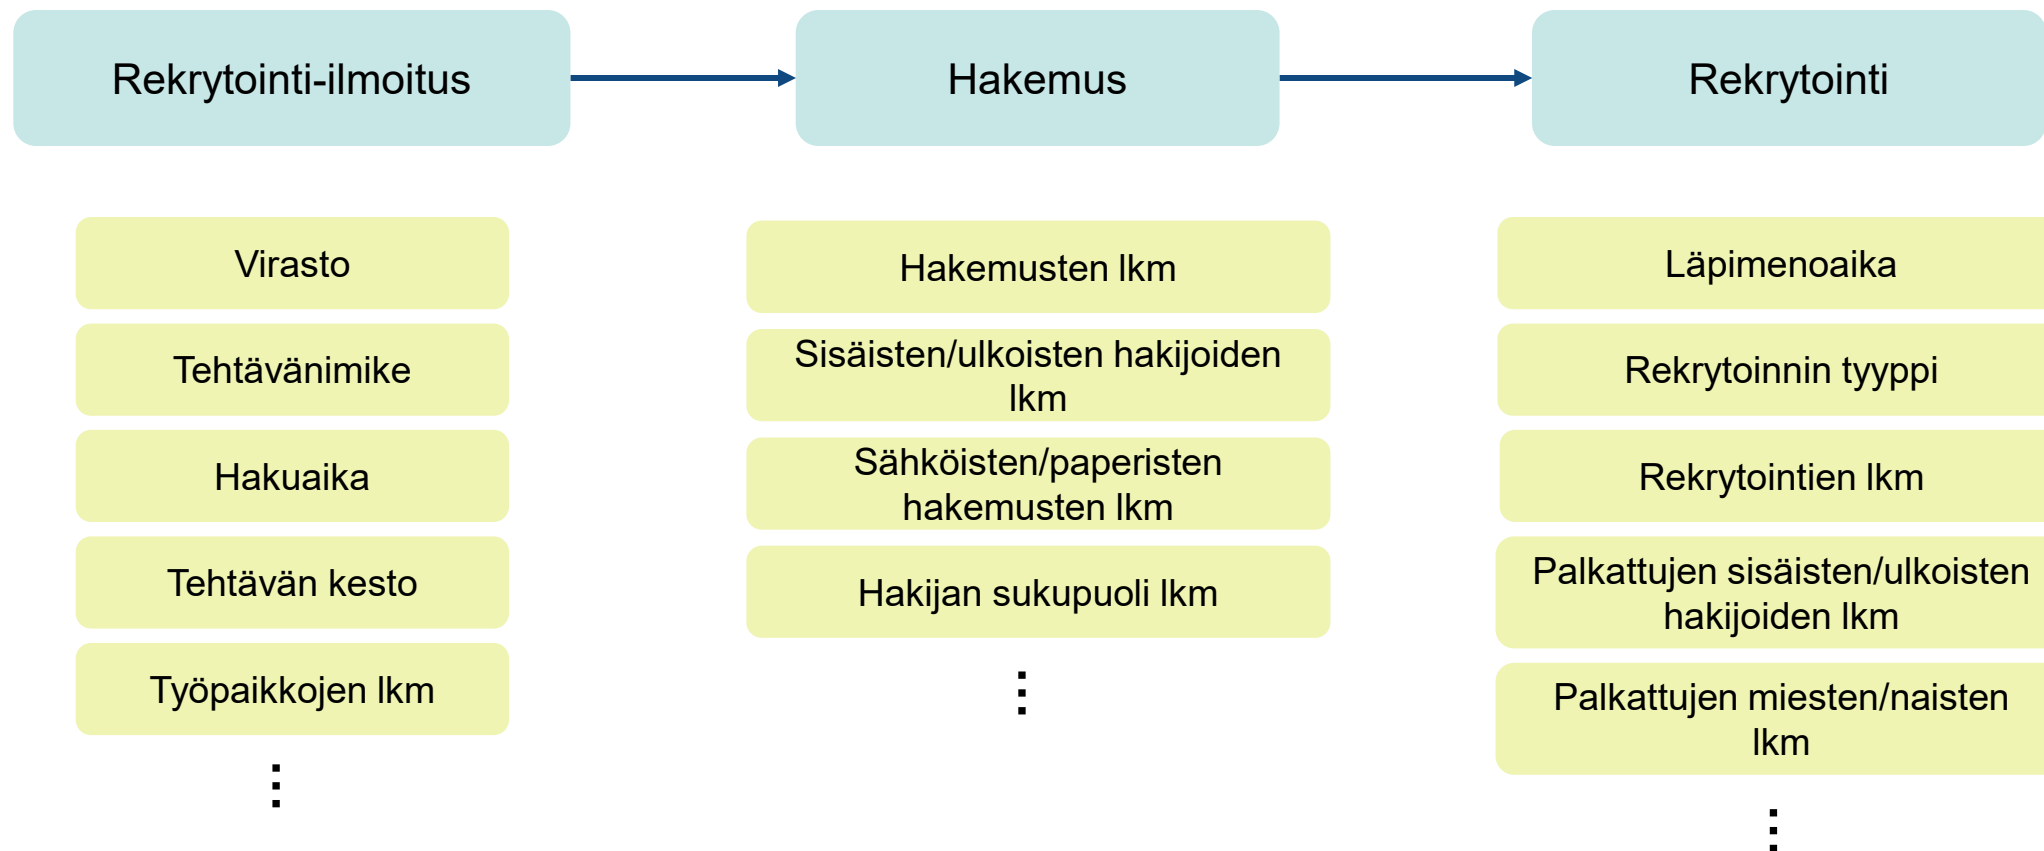 Rekrytointi-ilmoitus
Hakemus
Rekrytointi
Virasto
Tehtävänimike
Hakuaika
Tehtävän kesto
Työpaikkojen lkm
Hakemusten lkm
Sisäisten/ulkoisten hakijoiden
lkm
Sähköisten/paperisten
hakemusten lkm
Hakijan sukupuoli lkm
Läpimenoaika
Rekrytoinnin tyyppi
Rekrytointien lkm
Palkattujen sisäisten/ulkoisten
hakijoiden lkm
Palkattujen miesten/naisten
lkm